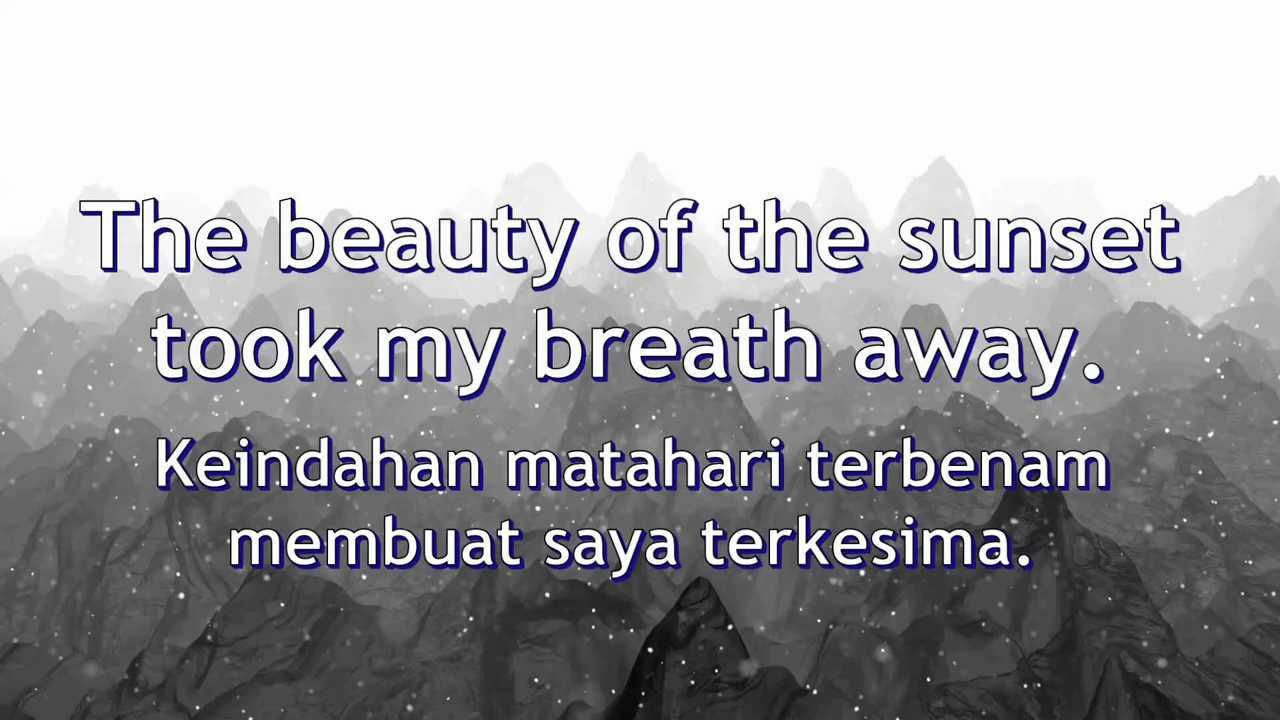 The beauty of the sunset
took my breath away.
Keindahan matahari terbenam
membuat saya terkesima.